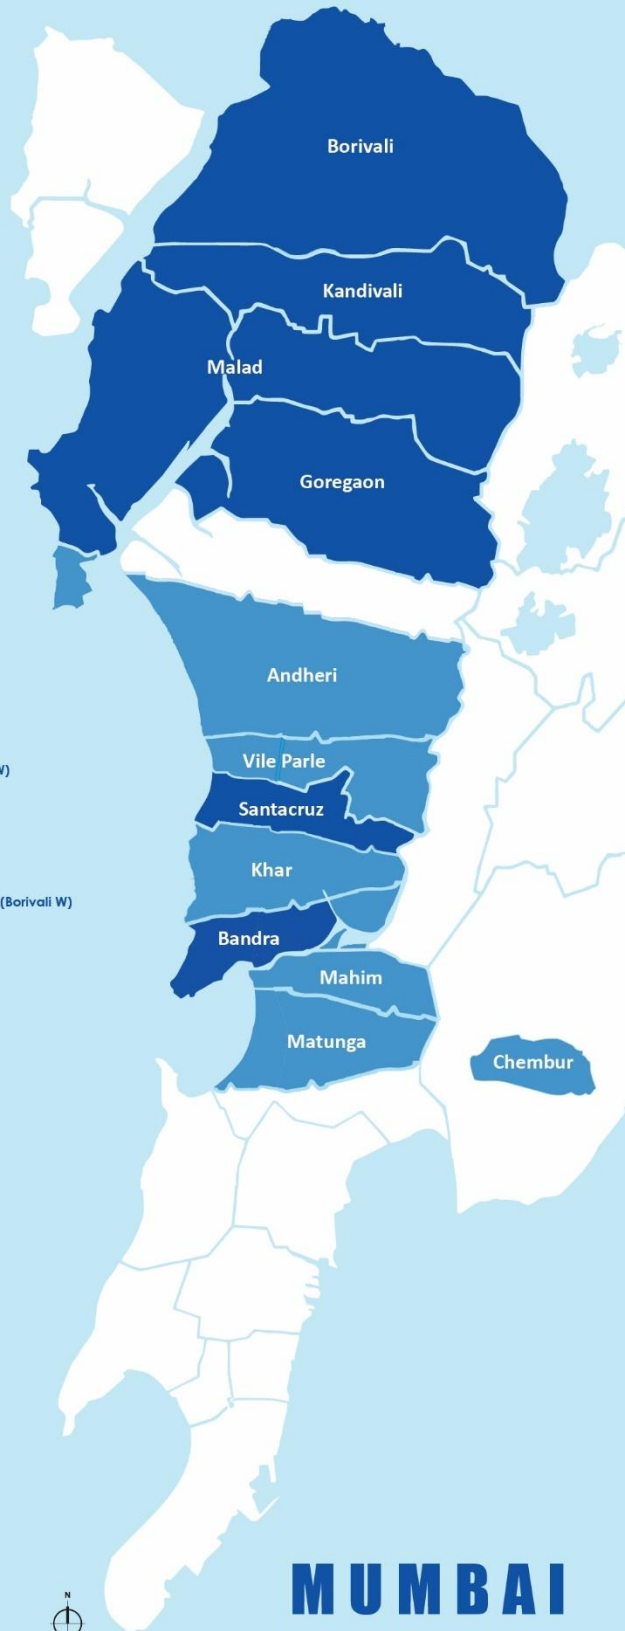 Borivali
Kandivali
Malad
Goregaon
Andheri
Vile Parle
W)
Santacruz
Khar
(Borivali W)
Bandra
Mahim
Matunga
Chembur
MUMBAI
N